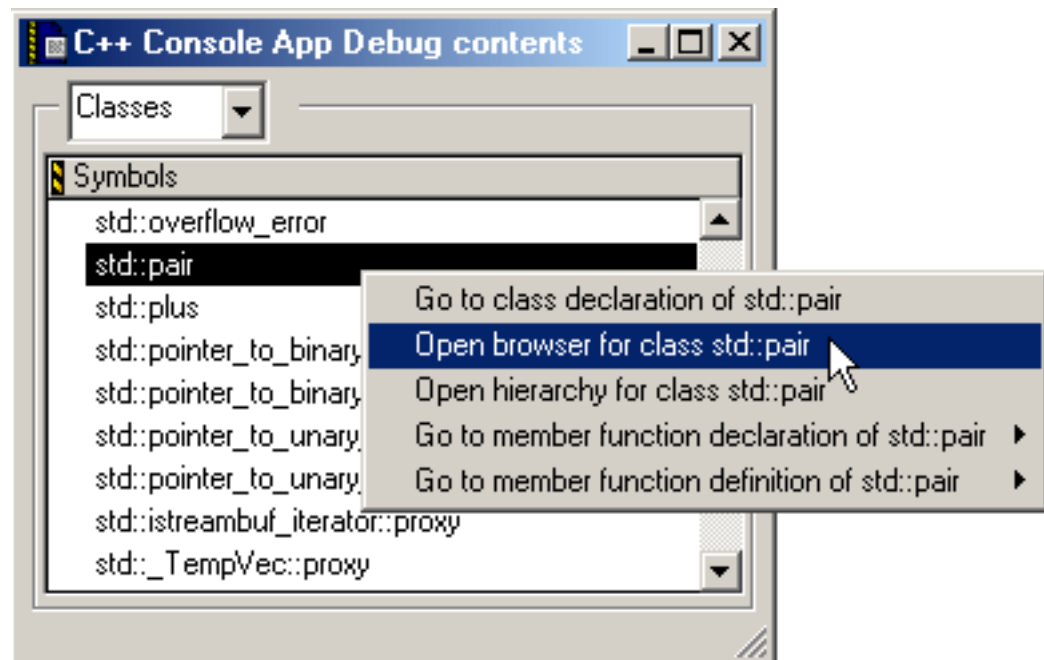 C++ Console App Debug contents
Classes
Symbols
std::overflow_error
std::pair
std::plus
std::pointer_to_binary
std::pointer_to_binary
std::pointer_to_unary_
std::pointer_to_unary_
std::istreambuf_iterator::proxy
std::_TempVec::proxy
Go to class declaration of std::pair
Open browser for class std::pair
Open hierarchy for class std::pair
Go to member function declaration of std::pair
Go to member function definition of std::pair